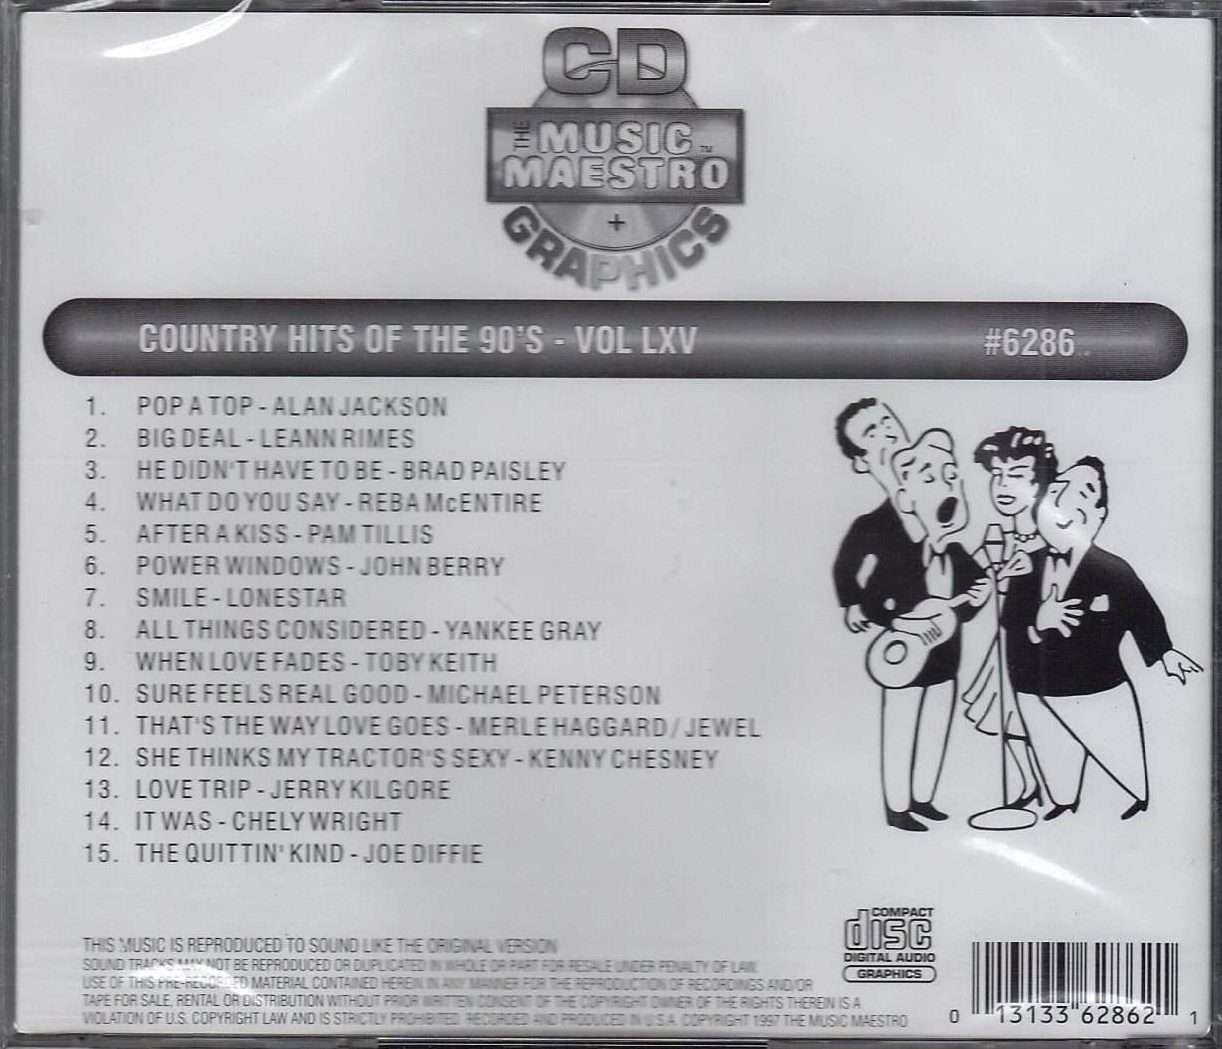 CD
THE MUSIC ™
MAESTRO
+
GRAPHICS
COUNTRY HITS OF THE 90'S - VOL LXV #6286
1. POP A TOP - ALAN JACKSON
2. BIG DEAL - LEANN RIMES
3. HE DIDN'T HAVE TO BE - BRAD PAISLEY
4. WHAT DO YOU SAY - REBA McENTIRE
5. AFTER A KISS - PAM TILLIS
6. POWER WINDOWS - JOHN BERRY
7. SMILE - LONESTAR
8. ALL THINGS CONSIDERED - YANKEE GRAY
9. WHEN LOVE FADES - TOBY KEITH
10. SURE FEELS REAL GOOD - MICHAEL PETERSON
11. THAT'S THE WAY LOVE GOES - MERLE HAGGARD / JEWEL
12. SHE THINKS MY TRACTOR'S SEXY - KENNY CHESNEY
13. LOVE TRIP - JERRY KILGORE
14. IT WAS - CHELY WRIGHT
15. THE QUITTIN' KIND - JOE DIFFIE
THIS MUSIC IS REPRODUCED TO SOUND LIKE THE ORIGINAL VERSION
SOUND TRACKS MAY NOT BE REPRODUCED OR DUPLICATED IN WHOLE OR PART FOR RESALE UNDER PENALTY OF LAW.
USE OF THIS PRE-RECORDED MATERIAL CONTAINED HEREIN IN ANY MANNER FOR THE REPRODUCTION OF RECORDINGS AND/OR
TAPE FOR SALE, RENTAL OR DISTRIBUTION WITHOUT PRIOR WRITTEN CONSENT OF THE COPYRIGHT OWNER OF THE RIGHTS THEREIN IS A
VIOLATION OF U.S. COPYRIGHT LAW AND IS STRICTLY PROHIBITED. RECORDED AND PRODUCED IN U.S.A. COPYRIGHT 1997 THE MUSIC MAESTRO
COMPACT
disc
DIGITAL AUDIO
GRAPHICS
0 13133 62862 1